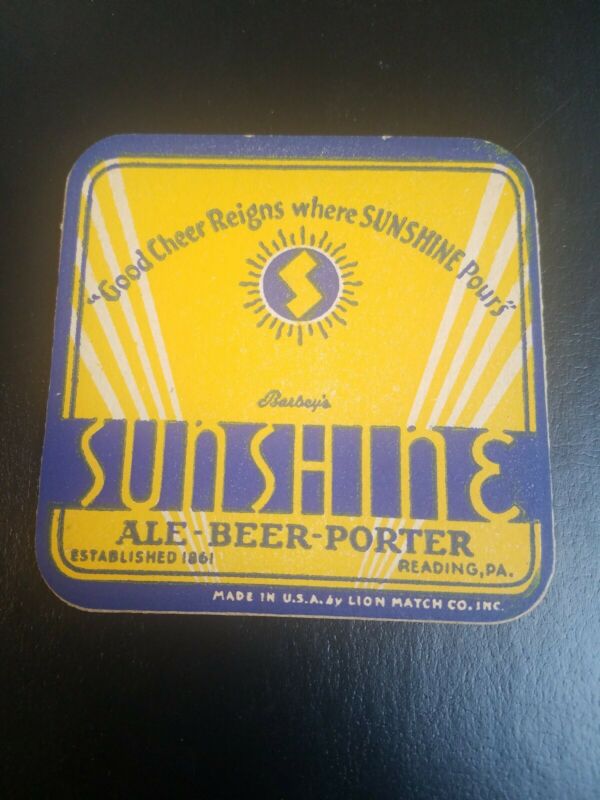 "Good Cheer Reigns where SUNSHINE Pours"
S
Barbey's
SUNSHINE
ALE-BEER-PORTER
ESTABLISHED 1861
READING, PA.
MADE IN U.S.A. by LION MATCH CO. INC.